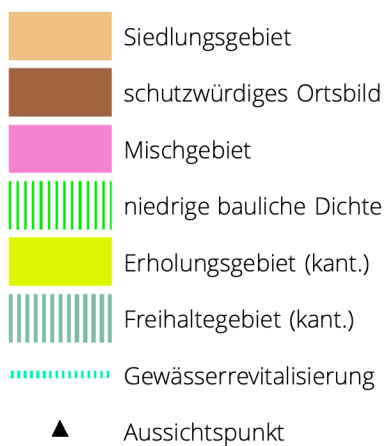 Siedlungsgebiet
schutzwürdiges Ortsbild
Mischgebiet
niedrige bauliche Dichte
Erholungsgebiet (kant.)
Freihaltegebiet (kant.)
Gewässerrevitalisierung
Aussichtspunkt